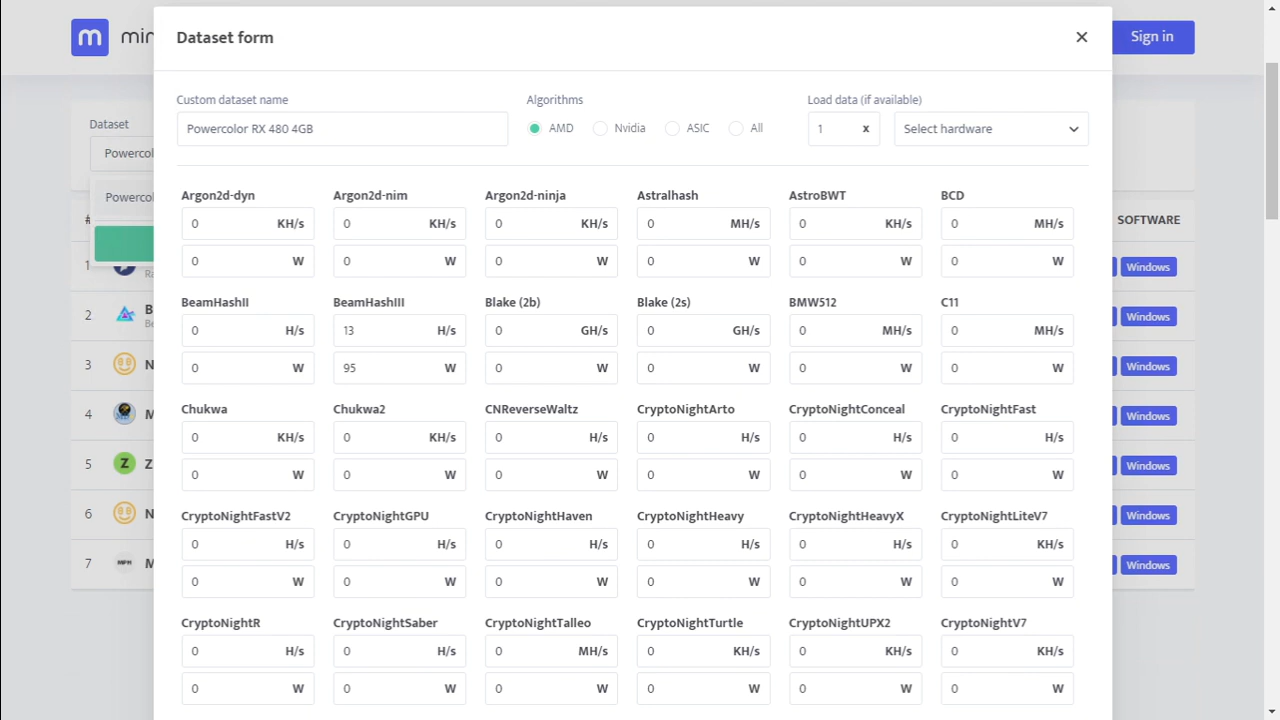 m min
Dataset form
✕
Sign in
Custom dataset name
Algorithms
Load data (if available)
Powercolor RX 480 4GB
AMD
Nvidia
ASIC
All
1 x
Select hardware
Dataset
Powercol
Powercol
#
SOFTWARE
Argon2d-dyn Argon2d-nim Argon2d-ninja Astralhash AstroBWT BCD
0 KH/s 0 KH/s 0 KH/s 0 MH/s 0 KH/s 0 MH/s
0 W 0 W 0 W 0 W 0 W 0 W
BeamHashII BeamHashIII Blake (2b) Blake (2s) BMW512 C11
0 H/s 13 H/s 0 GH/s 0 GH/s 0 MH/s 0 MH/s
0 W 95 W 0 W 0 W 0 W 0 W
Chukwa Chukwa2 CNReverseWaltz CryptoNightArto CryptoNightConceal CryptoNightFast
0 KH/s 0 KH/s 0 H/s 0 H/s 0 H/s 0 H/s
0 W 0 W 0 W 0 W 0 W 0 W
CryptoNightFastV2 CryptoNightGPU CryptoNightHaven CryptoNightHeavy CryptoNightHeavyX CryptoNightLiteV7
0 H/s 0 H/s 0 H/s 0 H/s 0 H/s 0 KH/s
0 W 0 W 0 W 0 W 0 W 0 W
CryptoNightR CryptoNightSaber CryptoNightTalleo CryptoNightTurtle CryptoNightUPX2 CryptoNightV7
0 H/s 0 H/s 0 MH/s 0 KH/s 0 KH/s 0 KH/s
0 W 0 W 0 W 0 W 0 W 0 W
1 Ra Windows
2 B Be Windows
3 N Windows
4 M Windows
5 Z Z Windows
6 N Windows
7 MPH M Windows